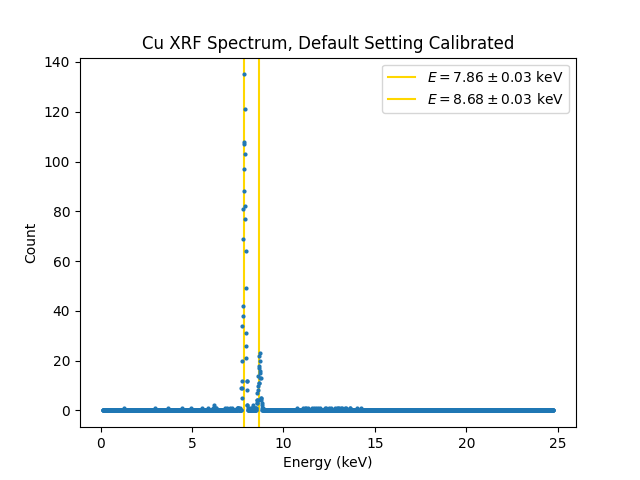 Cu XRF Spectrum, Default Setting Calibrated
E = 7.86 ± 0.03 keV
E = 8.68 ± 0.03 keV
140
120
100
80
60
40
20
0
Count
0 5 10 15 20 25
Energy (keV)